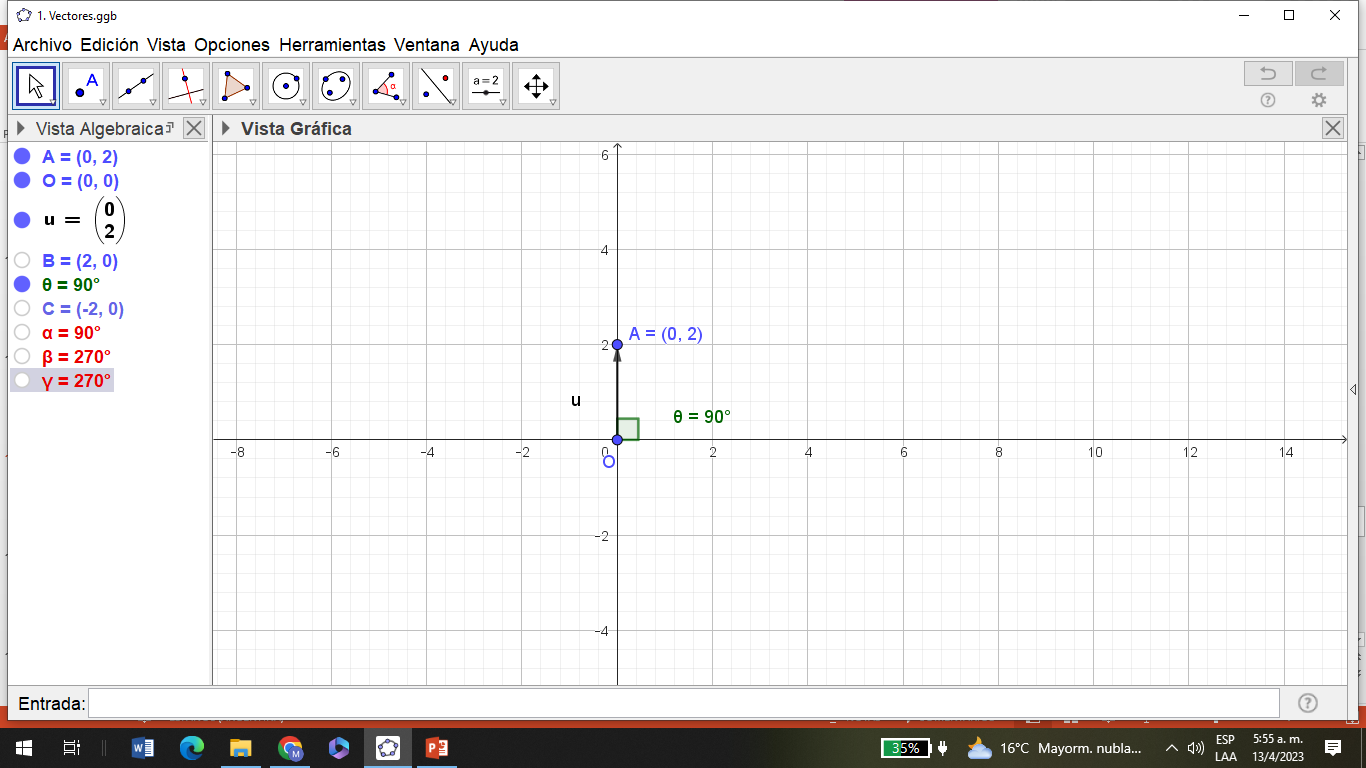 1. Vectores.ggb
Archivo Edición Vista Opciones Herramientas Ventana Ayuda
A
α
a = 2
Vista Algebraica
Vista Gráfica
A = (0, 2)
O = (0, 0)
u = (0 2)
B = (2, 0)
θ = 90°
C = (-2, 0)
α = 90°
β = 270°
γ = 270°
6
4
2
A = (0, 2)
u
θ = 90°
-8 -6 -4 -2 0 2 4 6 8 10 12 14
O
-2
-4
Entrada:
35%
16°C Mayorm. nubla...
ESP
LAA
5:55 a. m.
13/4/2023